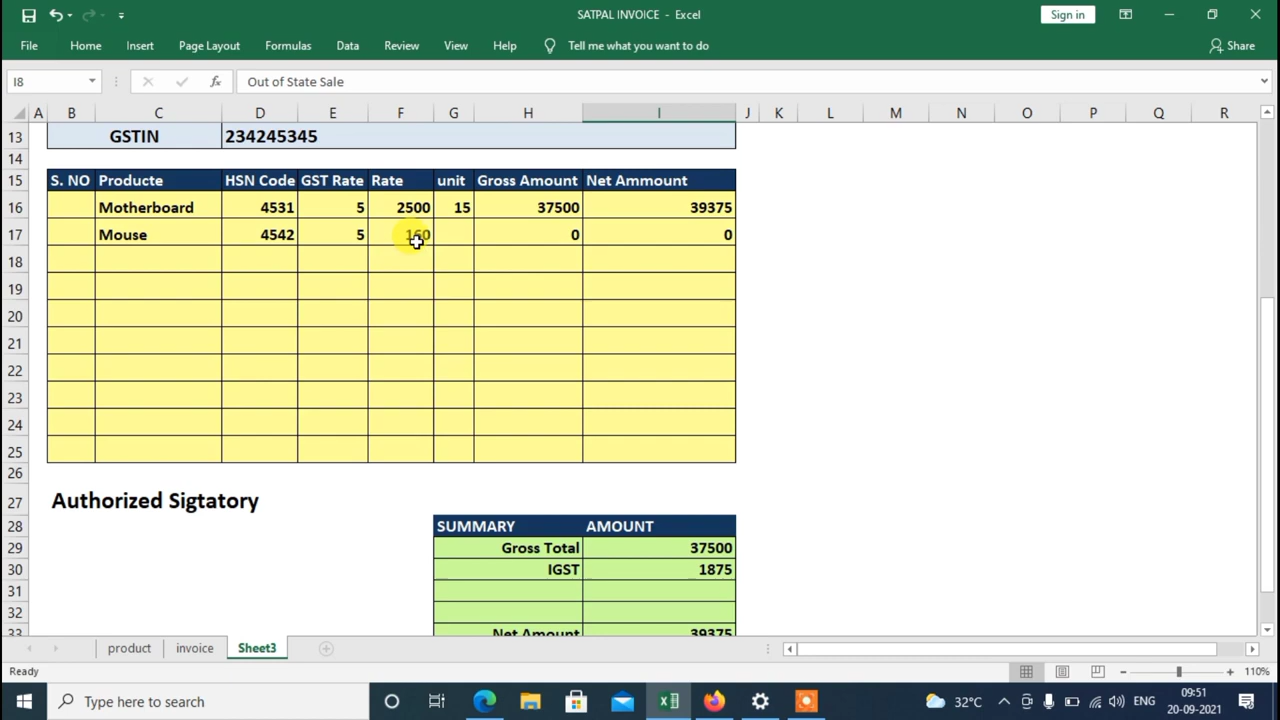 SATPAL INVOICE - Excel
Sign in
File Home Insert Page Layout Formulas Data Review View Help Tell me what you want to do Share
I8 fx Out of State Sale
A B C D E F G H I J K L M N O P Q R
13 GSTIN 234245345
14
15 S. NO Producte HSN Code GST Rate Rate unit Gross Amount Net Ammount
16 Motherboard 4531 5 2500 15 37500 39375
17 Mouse 4542 5 160 0 0
18
19
20
21
22
23
24
25
26
27 Authorized Sigtatory
28 SUMMARY AMOUNT
29 Gross Total 37500
30 IGST 1875
31
32
33 Net Amount 39375
product invoice Sheet3
Ready 110%
Type here to search 32°C ENG 09:51
20-09-2021